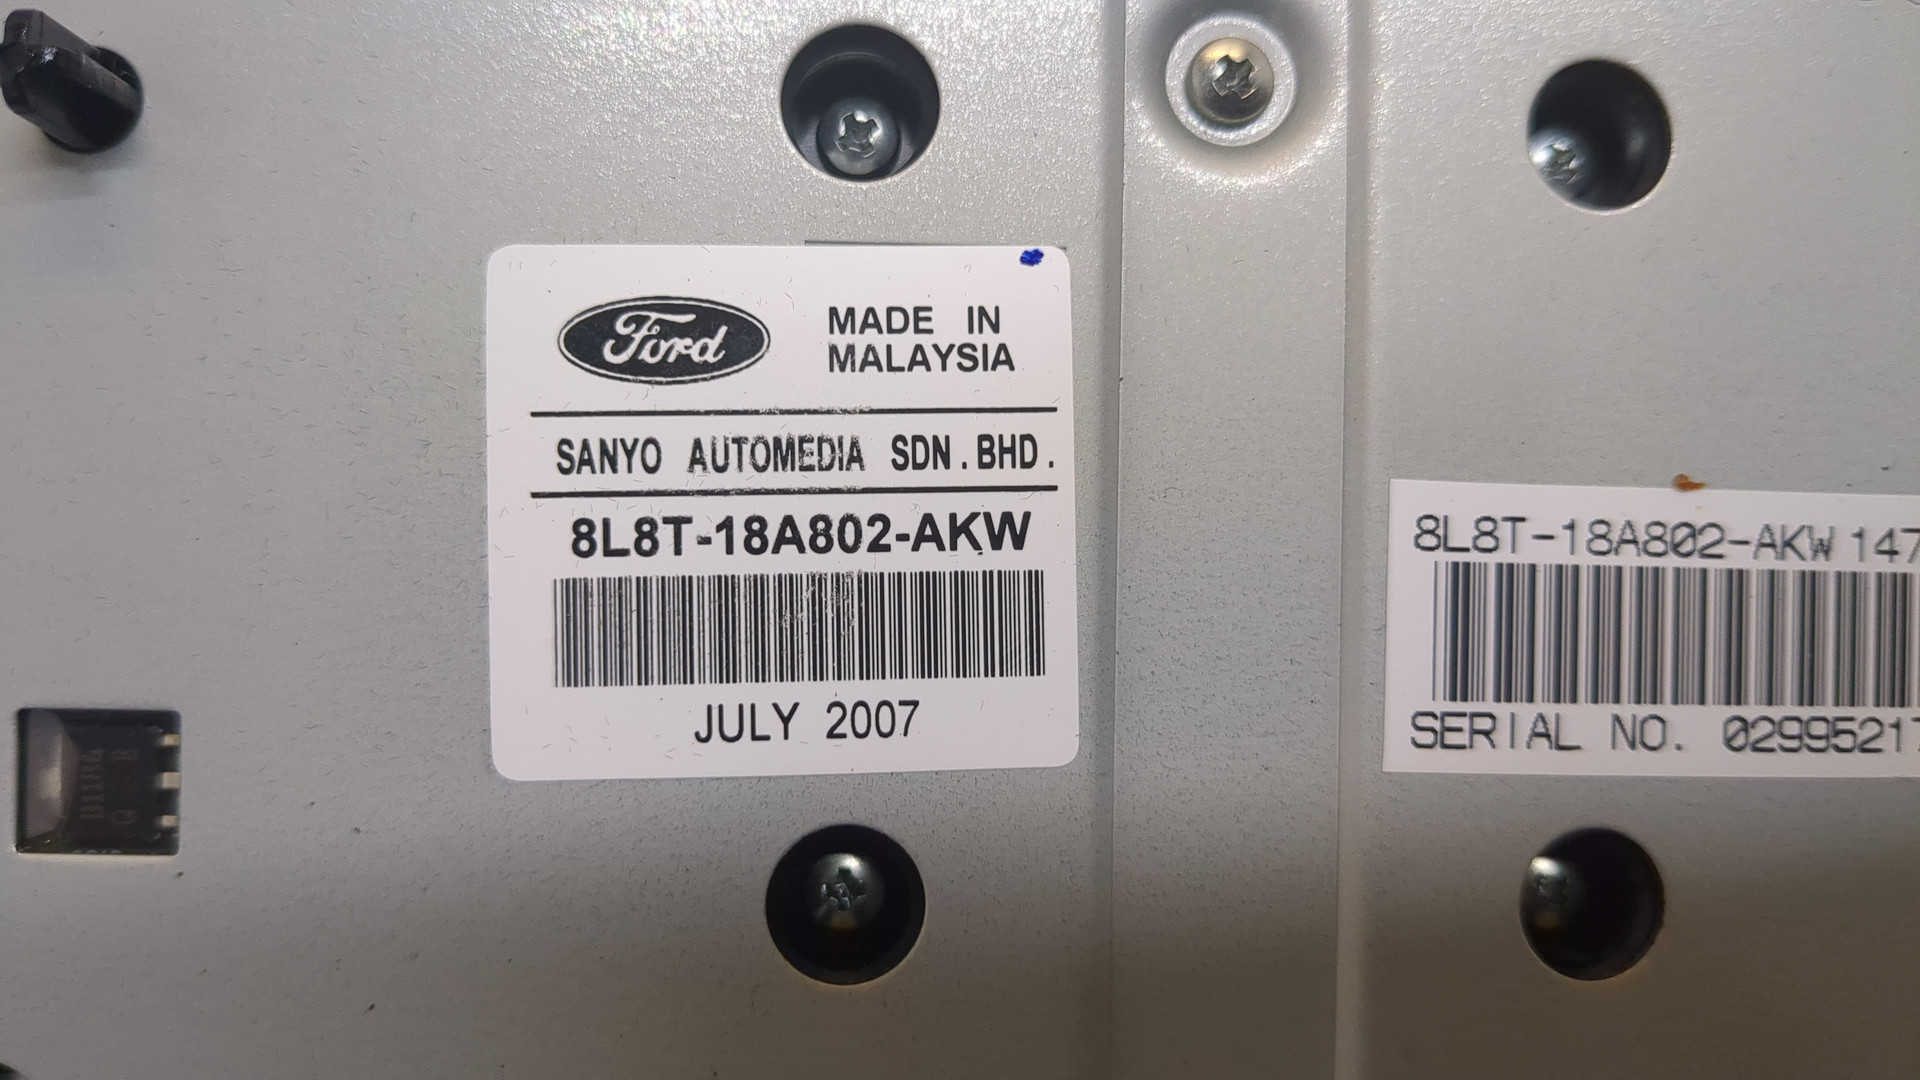 Ford
MADE IN
MALAYSIA
SANYO AUTOMEDIA SDN.BHD.
8L8T-18A802-AKW
JULY 2007
8L8T-18A802-AKW 147
SERIAL NO. 02995217